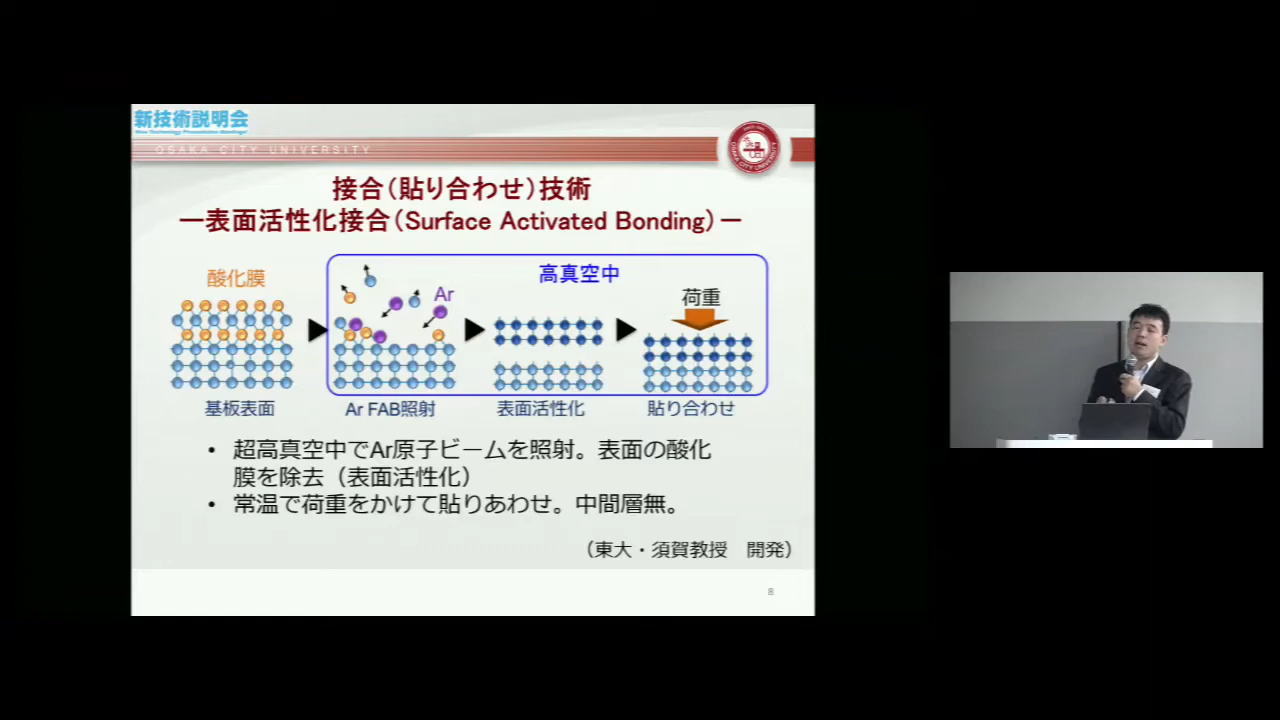 新技術説明会
New Technology Presentation Meetings!
OSAKA CITY UNIVERSITY
接合（貼り合わせ）技術
ー表面活性化接合（Surface Activated Bonding）ー
酸化膜
Ar
高真空中
荷重
基板表面
Ar FAB照射
表面活性化
貼り合わせ
• 超高真空中でAr原子ビームを照射。表面の酸化
膜を除去（表面活性化）
• 常温で荷重をかけて貼りあわせ。中間層無。
（東大・須賀教授　開発）
8